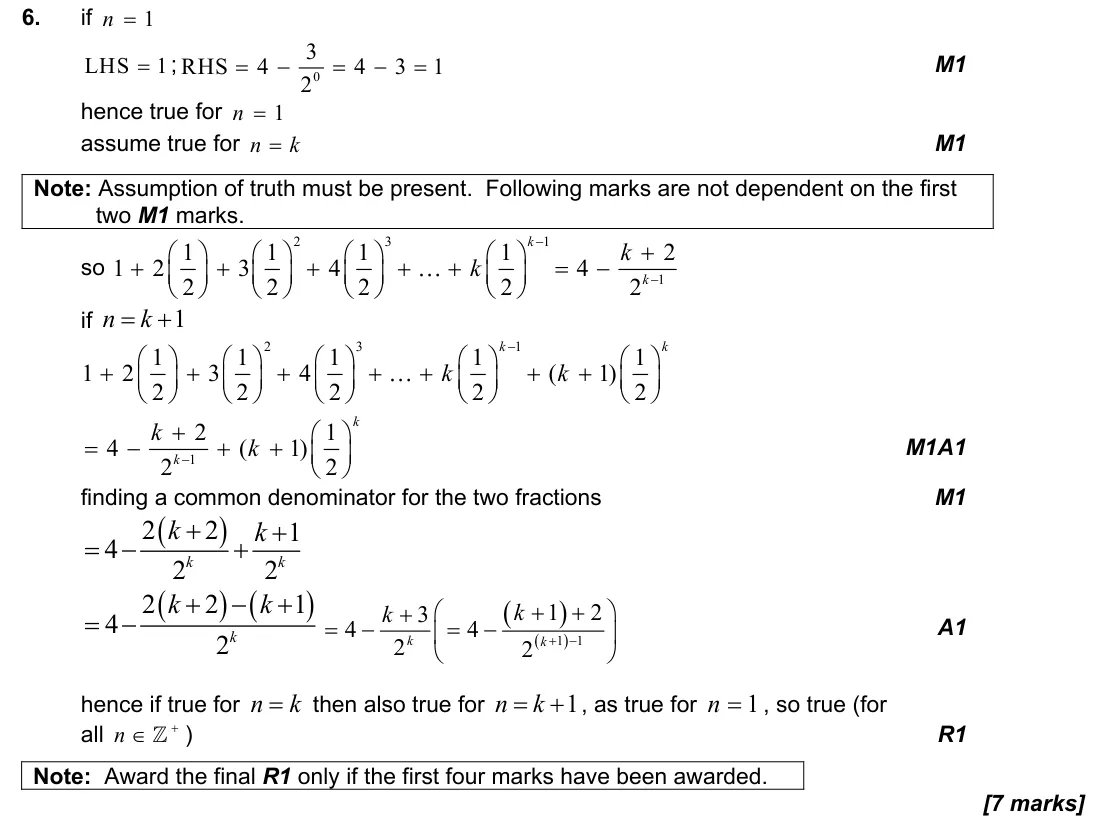 6. if n = 1
LHS = 1 ; RHS = 4 − 3/2^0 = 4 − 3 = 1 M1
hence true for n = 1
assume true for n = k M1
Note: Assumption of truth must be present. Following marks are not dependent on the first
two M1 marks.
so 1 + 2(1/2) + 3(1/2)^2 + 4(1/2)^3 + … + k(1/2)^(k−1) = 4 − (k + 2)/2^(k−1)
if n = k + 1
1 + 2(1/2) + 3(1/2)^2 + 4(1/2)^3 + … + k(1/2)^(k−1) + (k + 1)(1/2)^k
= 4 − (k + 2)/2^(k−1) + (k + 1)(1/2)^k M1A1
finding a common denominator for the two fractions M1
= 4 − 2(k + 2)/2^k + (k + 1)/2^k
= 4 − (2(k + 2) − (k + 1))/2^k = 4 − (k + 3)/2^k (= 4 − ((k + 1) + 2)/2^((k+1)−1)) A1
hence if true for n = k then also true for n = k + 1, as true for n = 1, so true (for
all n ∈ ℤ⁺) R1
Note: Award the final R1 only if the first four marks have been awarded.
[7 marks]